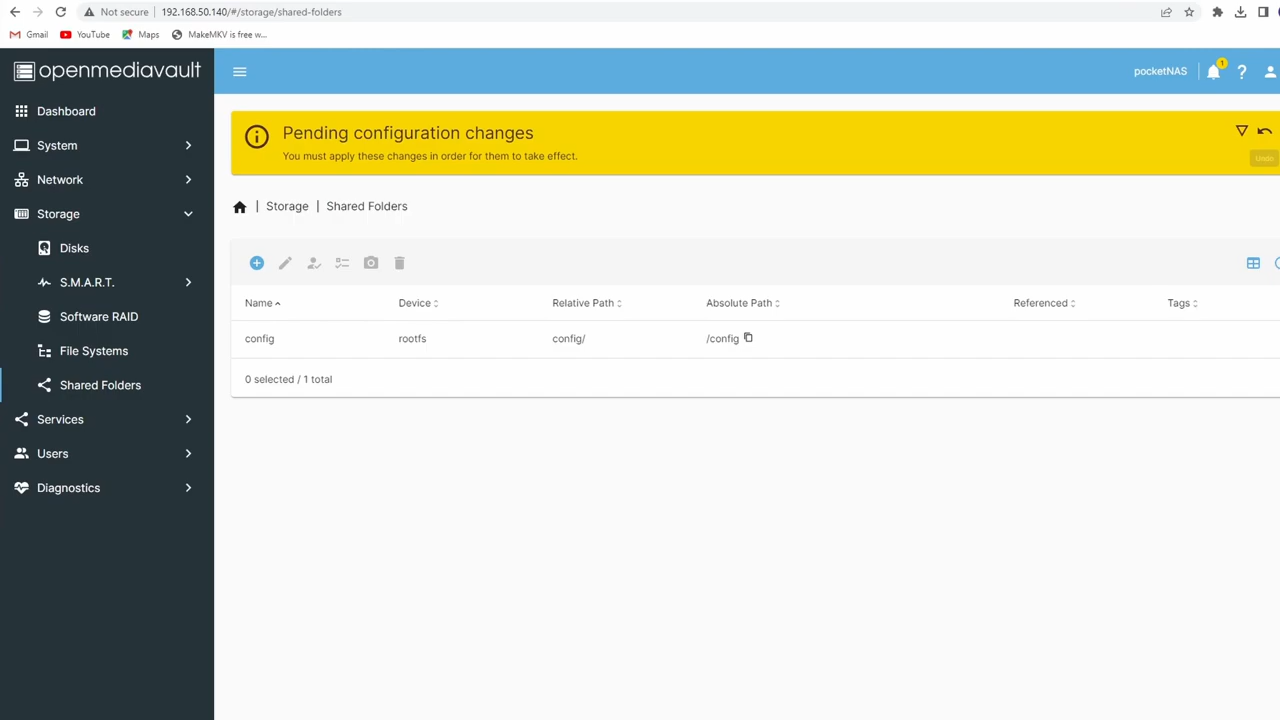 Not secure
192.168.50.140/#/storage/shared-folders
Gmail
YouTube
Maps
MakeMKV is free w...
openmediavault
pocketNAS
1
Dashboard
System
Network
Storage
Disks
S.M.A.R.T.
Software RAID
File Systems
Shared Folders
Services
Users
Diagnostics
Pending configuration changes
You must apply these changes in order for them to take effect.
Undo
| Storage | Shared Folders
Name Device Relative Path Absolute Path Referenced Tags
config rootfs config/ /config
0 selected / 1 total